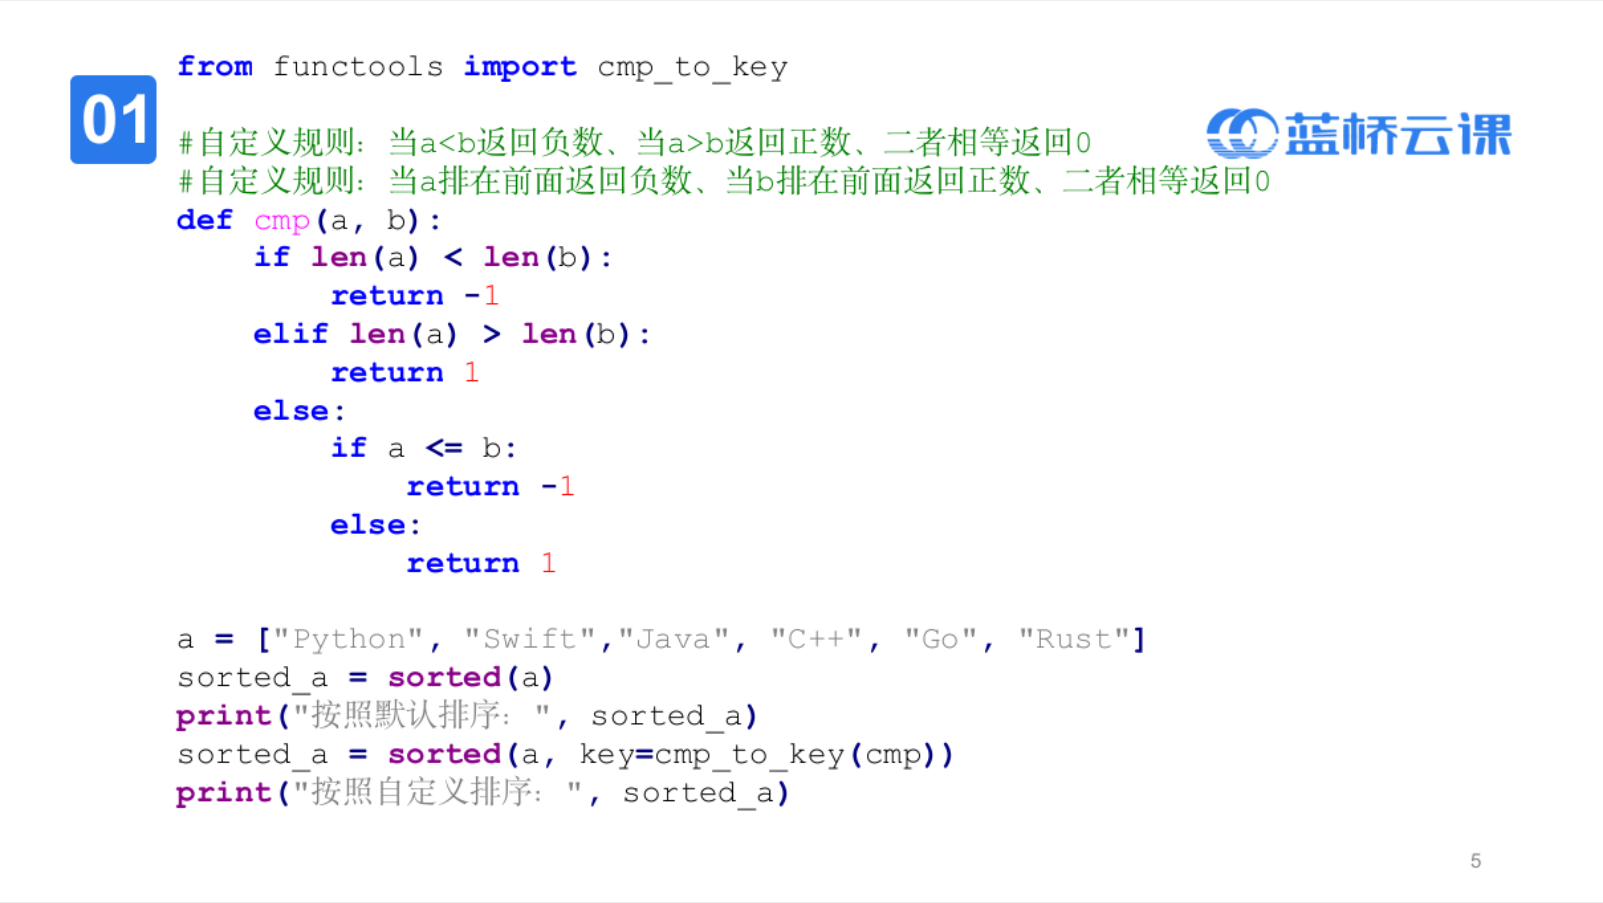 01
from functools import cmp_to_key
蓝桥云课
#自定义规则：当a<b返回负数、当a>b返回正数、二者相等返回0
#自定义规则：当a排在前面返回负数、当b排在前面返回正数、二者相等返回0
def cmp(a, b):
    if len(a) < len(b):
        return -1
    elif len(a) > len(b):
        return 1
    else:
        if a <= b:
            return -1
        else:
            return 1
a = ["Python", "Swift","Java", "C++", "Go", "Rust"]
sorted_a = sorted(a)
print("按照默认排序：", sorted_a)
sorted_a = sorted(a, key=cmp_to_key(cmp))
print("按照自定义排序：", sorted_a)
5